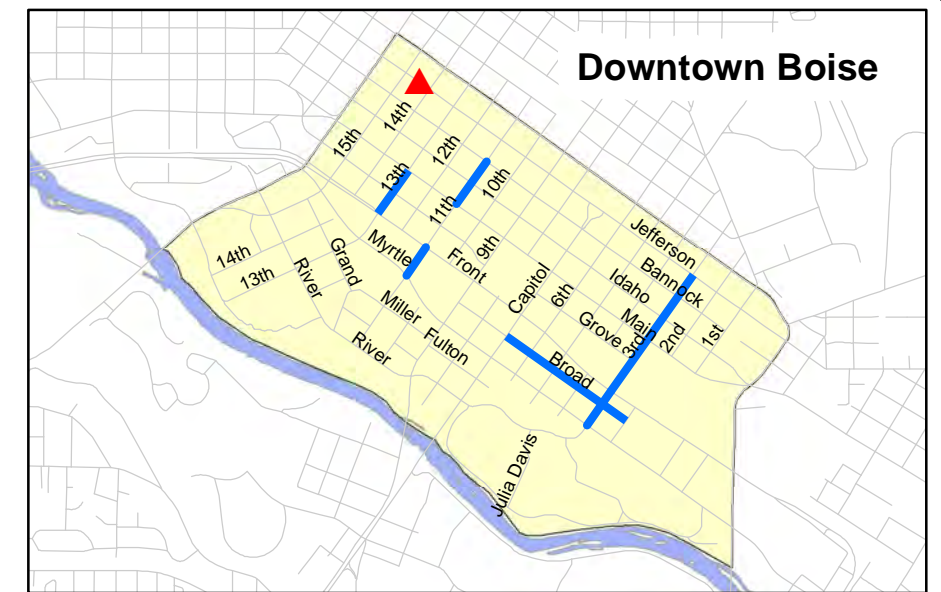 Downtown Boise
14th
12th
15th
13th
10th
11th
Jefferson
Myrtle
Front
9th
Bannock
14th
13th
Grand
River
Capitol
6th
Idaho
Main
Grove
3rd
2nd
1st
Miller
Fulton
River
Broad
Julia Davis